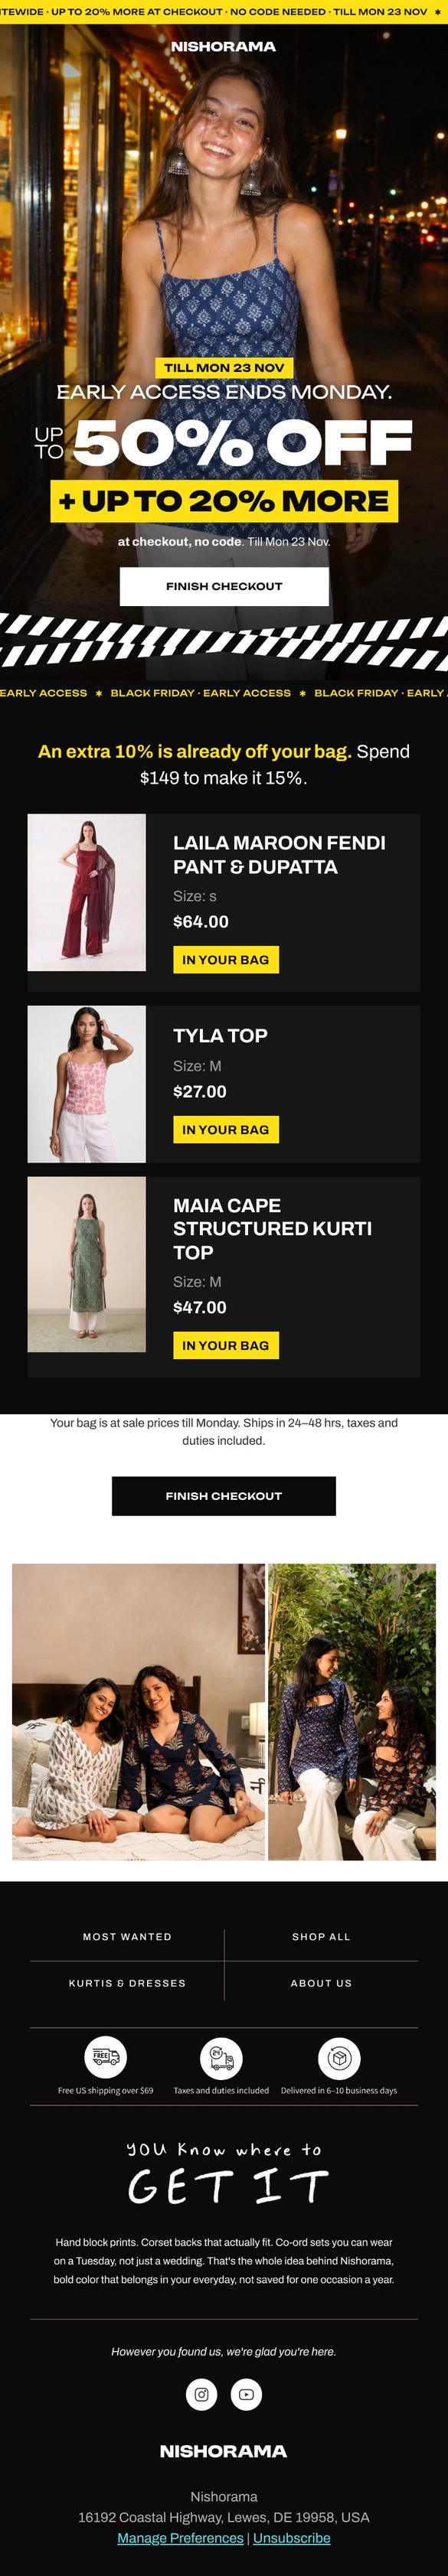 ITEWIDE · UP TO 20% MORE AT CHECKOUT · NO CODE NEEDED · TILL MON 23 NOV *
NISHORAMA
TILL MON 23 NOV
EARLY ACCESS ENDS MONDAY.
UP TO 50% OFF
+ UP TO 20% MORE
at checkout, no code. Till Mon 23 Nov.
FINISH CHECKOUT
EARLY ACCESS * BLACK FRIDAY · EARLY ACCESS * BLACK FRIDAY · EARLY
An extra 10% is already off your bag. Spend
$149 to make it 15%.
LAILA MAROON FENDI
PANT & DUPATTA
Size: s
$64.00
IN YOUR BAG
TYLA TOP
Size: M
$27.00
IN YOUR BAG
MAIA CAPE
STRUCTURED KURTI
TOP
Size: M
$47.00
IN YOUR BAG
Your bag is at sale prices till Monday. Ships in 24–48 hrs, taxes and
duties included.
FINISH CHECKOUT
MOST WANTED
SHOP ALL
KURTIS & DRESSES
ABOUT US
FREE
24
Free US shipping over $69
Taxes and duties included
Delivered in 6–10 business days
YOU Know where to
GET IT
Hand block prints. Corset backs that actually fit. Co-ord sets you can wear
on a Tuesday, not just a wedding. That's the whole idea behind Nishorama,
bold color that belongs in your everyday, not saved for one occasion a year.
However you found us, we're glad you're here.
NISHORAMA
Nishorama
16192 Coastal Highway, Lewes, DE 19958, USA
Manage Preferences | Unsubscribe